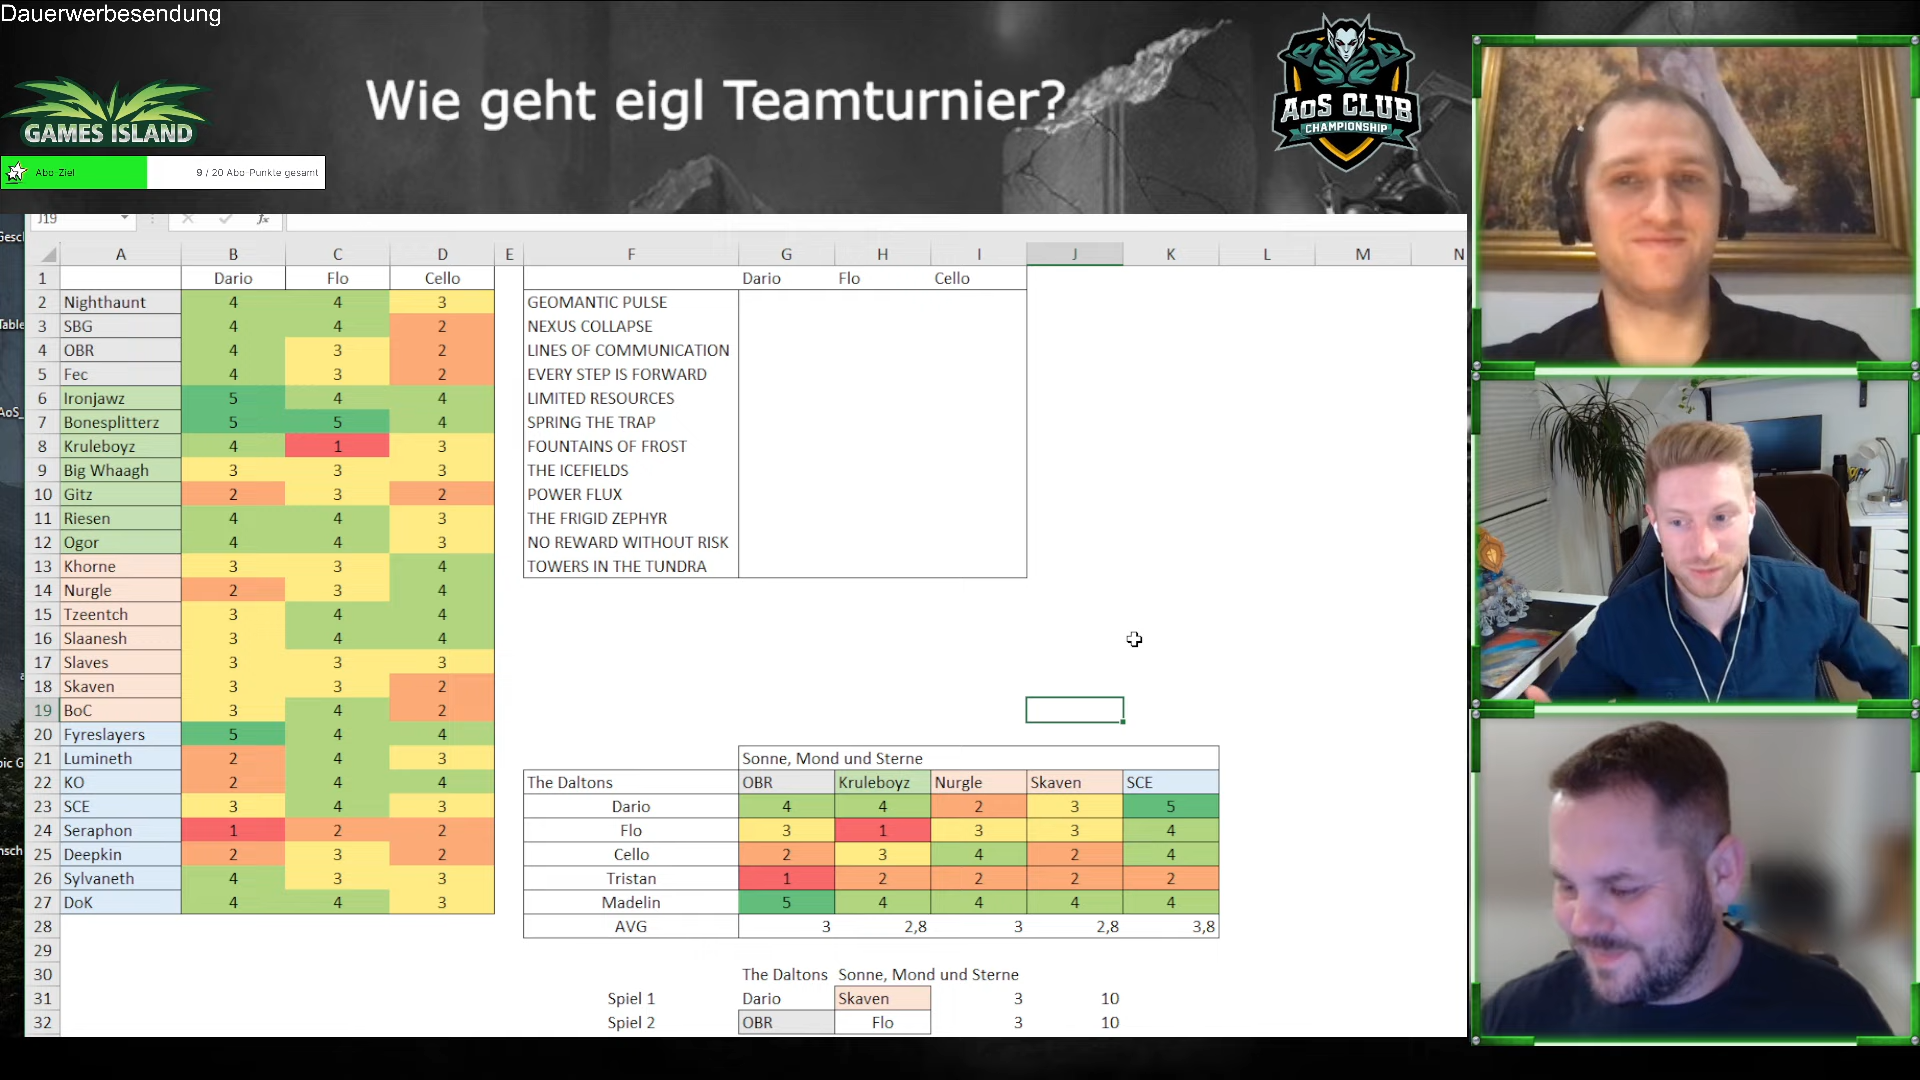 Dauerwerbesendung
GAMES ISLAND
Wie geht eigl Teamturnier?
AoS CLUB
CHAMPIONSHIP
Abo-Ziel 9 / 20 Abo-Punkte gesamt
J19 fx
A B C D E F G H I J K L M N
1 Dario Flo Cello Dario Flo Cello
2 Nighthaunt 4 4 3 GEOMANTIC PULSE
3 SBG 4 4 2 NEXUS COLLAPSE
4 OBR 4 3 2 LINES OF COMMUNICATION
5 Fec 4 3 2 EVERY STEP IS FORWARD
6 Ironjawz 5 4 4 LIMITED RESOURCES
7 Bonesplitterz 5 5 4 SPRING THE TRAP
8 Kruleboyz 4 1 3 FOUNTAINS OF FROST
9 Big Whaagh 3 3 3 THE ICEFIELDS
10 Gitz 2 3 2 POWER FLUX
11 Riesen 4 4 3 THE FRIGID ZEPHYR
12 Ogor 4 4 3 NO REWARD WITHOUT RISK
13 Khorne 3 3 4 TOWERS IN THE TUNDRA
14 Nurgle 2 3 4
15 Tzeentch 3 4 4
16 Slaanesh 3 4 4
17 Slaves 3 3 3
18 Skaven 3 3 2
19 BoC 3 4 2
20 Fyreslayers 5 4 4
21 Lumineth 2 4 3 Sonne, Mond und Sterne
22 KO 2 4 4 The Daltons OBR Kruleboyz Nurgle Skaven SCE
23 SCE 3 4 3 Dario 4 4 2 3 5
24 Seraphon 1 2 2 Flo 3 1 3 3 4
25 Deepkin 2 3 2 Cello 2 3 4 2 4
26 Sylvaneth 4 3 3 Tristan 1 2 2 2 2
27 DoK 4 4 3 Madelin 5 4 4 4 4
28 AVG 3 2,8 3 2,8 3,8
29
30 The Daltons Sonne, Mond und Sterne
31 Spiel 1 Dario Skaven 3 10
32 Spiel 2 OBR Flo 3 10